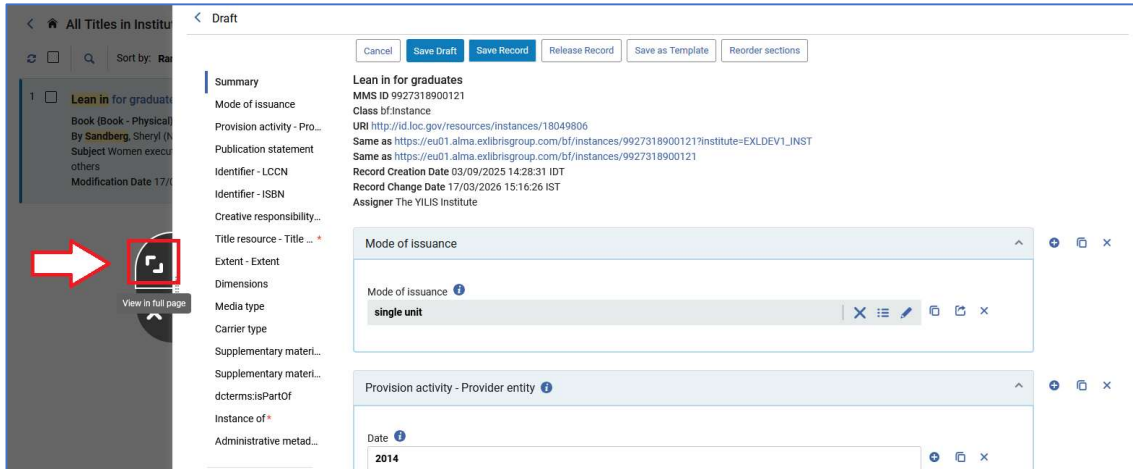 All Titles in Institu
Sort by: Ra
1
Lean in for graduate
Book (Book - Physical)
By Sandberg, Sheryl (N
Subject Women execu
others
Modification Date 17/0
View in full page
Draft
Cancel
Save Draft
Save Record
Release Record
Save as Template
Reorder sections
Summary
Mode of issuance
Provision activity - Pro...
Publication statement
Identifier - LCCN
Identifier - ISBN
Creative responsibility...
Title resource - Title ... *
Extent - Extent
Dimensions
Media type
Carrier type
Supplementary materi...
Supplementary materi...
dcterms:isPartOf
Instance of *
Administrative metad...
Lean in for graduates
MMS ID 9927318900121
Class bf:Instance
URI http://id.loc.gov/resources/instances/18049806
Same as https://eu01.alma.exlibrisgroup.com/bf/instances/9927318900121?institute=EXLDEV1_INST
Same as https://eu01.alma.exlibrisgroup.com/bf/instances/9927318900121
Record Creation Date 03/09/2025 14:28:31 IDT
Record Change Date 17/03/2026 15:16:26 IST
Assigner The YILIS Institute
Mode of issuance
Mode of issuance
single unit
Provision activity - Provider entity
Date
2014